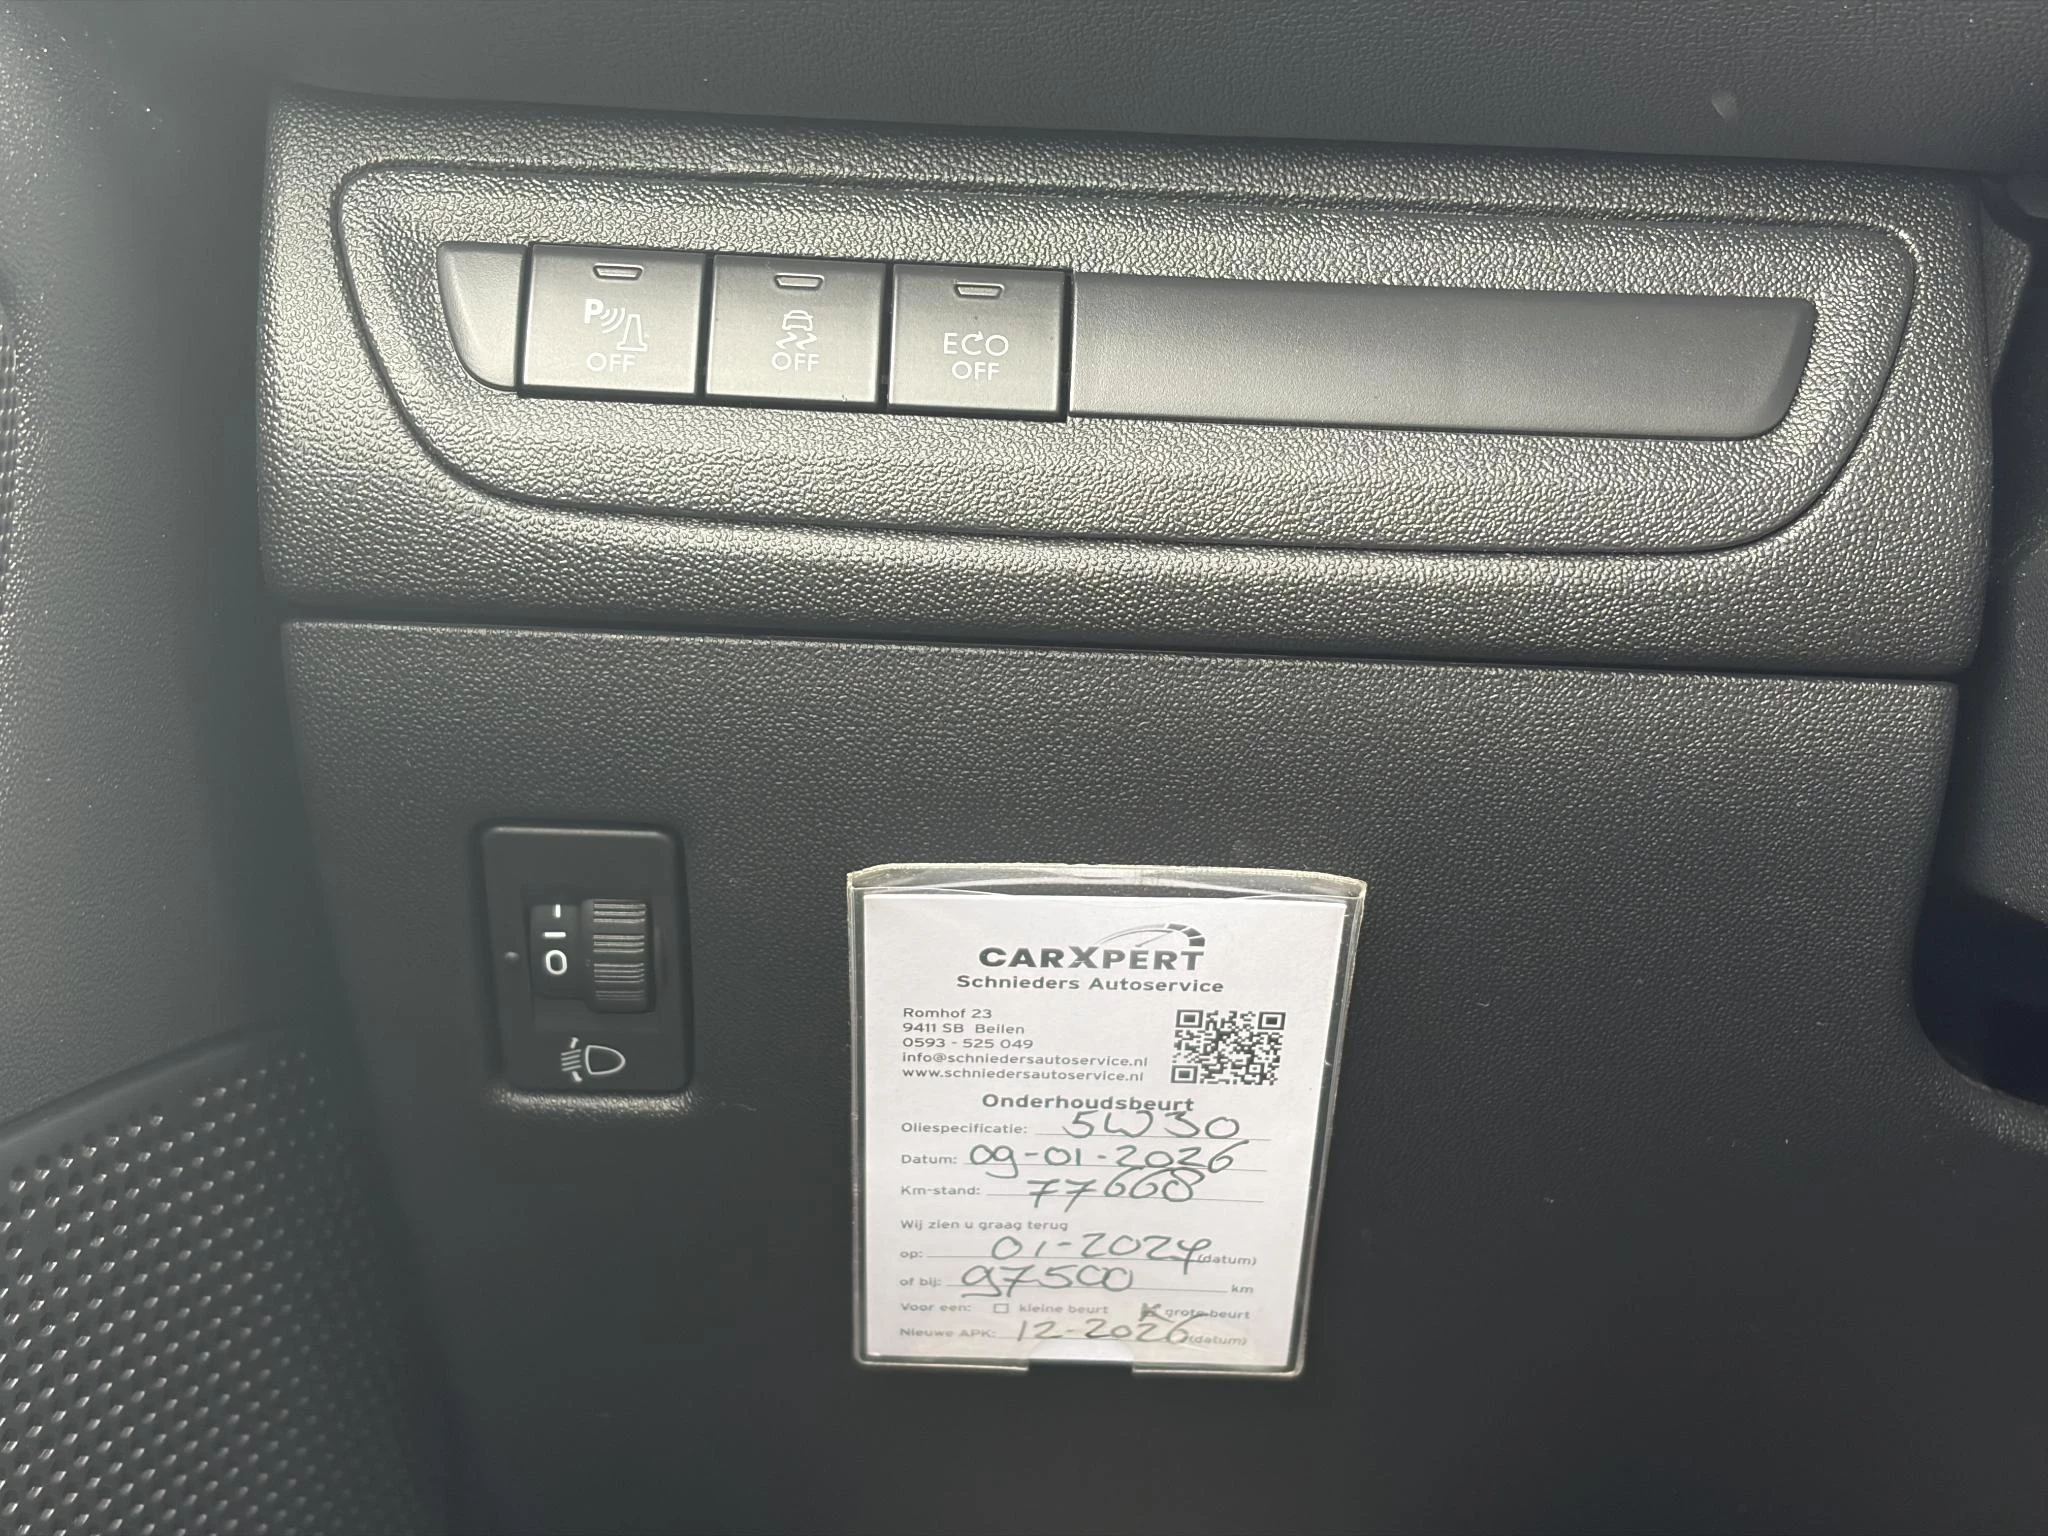 P
OFF
OFF
ECO
OFF
CARXPERT
Schnieders Autoservice
Romhof 23
9411 SB Beilen
0593 - 525 049
info@schniedersautoservice.nl
www.schniedersautoservice.nl
Onderhoudsbeurt
Oliespecificatie: 5W30
Datum: 09-01-2026
Km-stand: 77660
Wij zien u graag terug
op: 01-2027 (datum)
of bij: 97500 km
Voor een: kleine beurt grote beurt
Nieuwe APK: 12-2026 (datum)
0